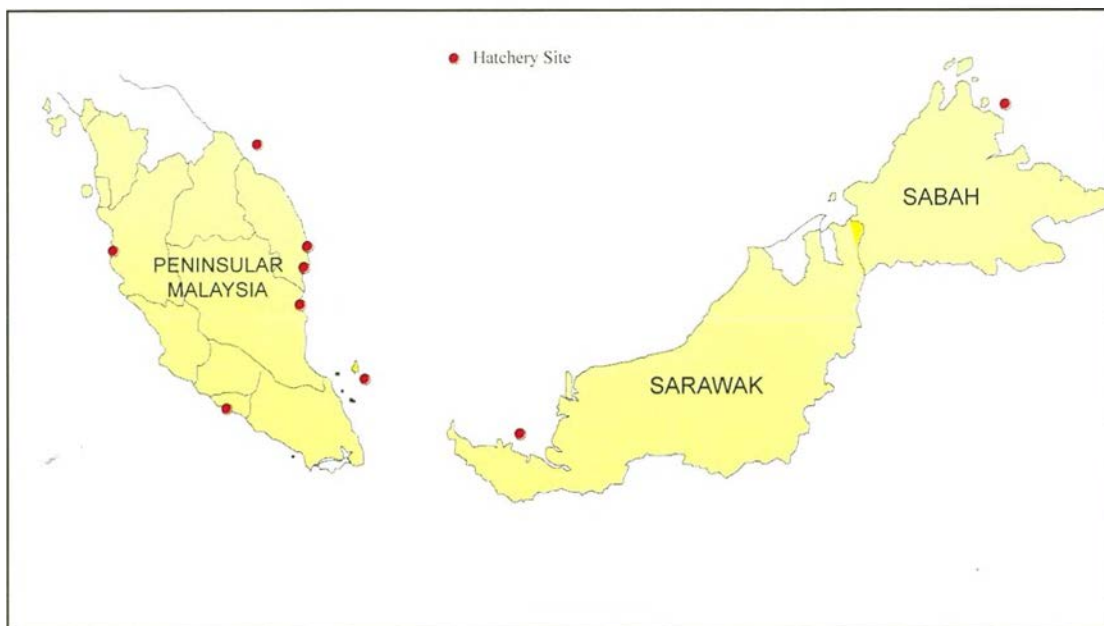 Hatchery Site
SABAH
PENINSULAR
MALAYSIA
SARAWAK